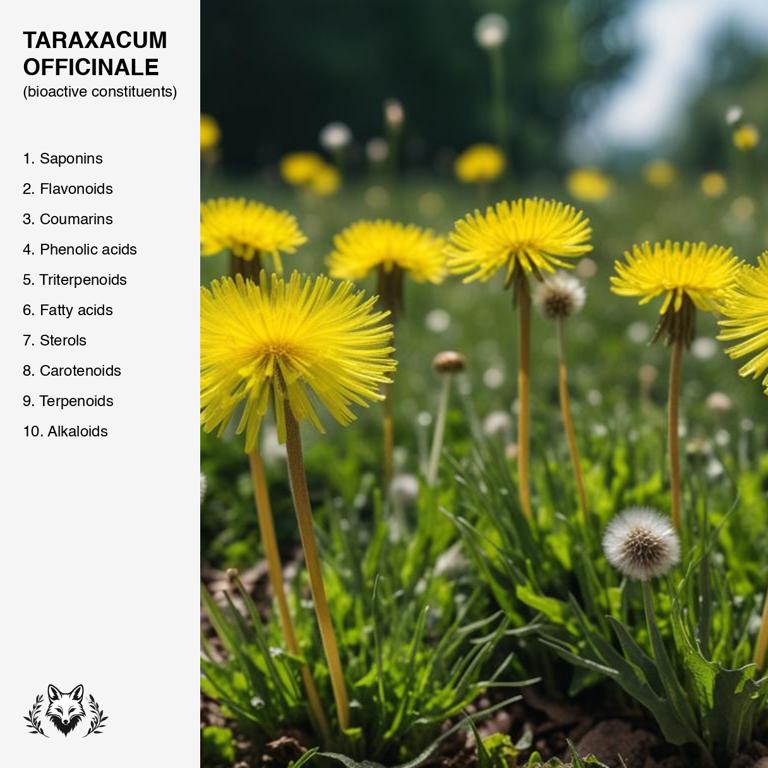 TARAXACUM
OFFICINALE
(bioactive constituents)
1. Saponins
2. Flavonoids
3. Coumarins
4. Phenolic acids
5. Triterpenoids
6. Fatty acids
7. Sterols
8. Carotenoids
9. Terpenoids
10. Alkaloids